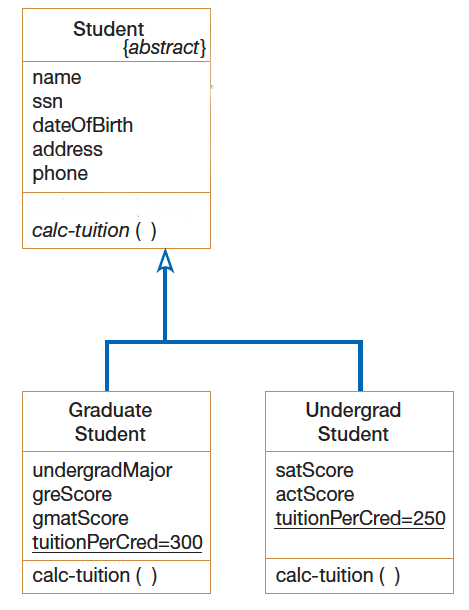 Student
{abstract}
name
ssn
dateOfBirth
address
phone
calc-tuition ( )
Graduate
Student
undergradMajor
greScore
gmatScore
tuitionPerCred=300
calc-tuition ( )
Undergrad
Student
satScore
actScore
tuitionPerCred=250
calc-tuition ( )